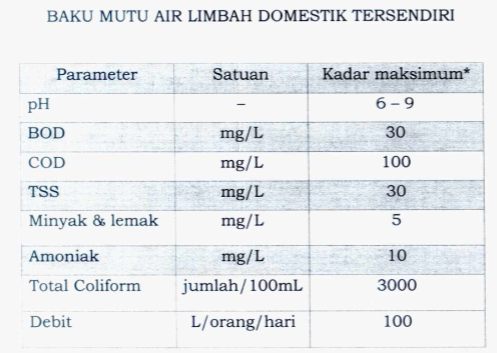 BAKU MUTU AIR LIMBAH DOMESTIK TERSENDIRI
Parameter Satuan Kadar maksimum*
pH – 6 – 9
BOD mg/L 30
COD mg/L 100
TSS mg/L 30
Minyak & lemak mg/L 5
Amoniak mg/L 10
Total Coliform jumlah/100mL 3000
Debit L/orang/hari 100